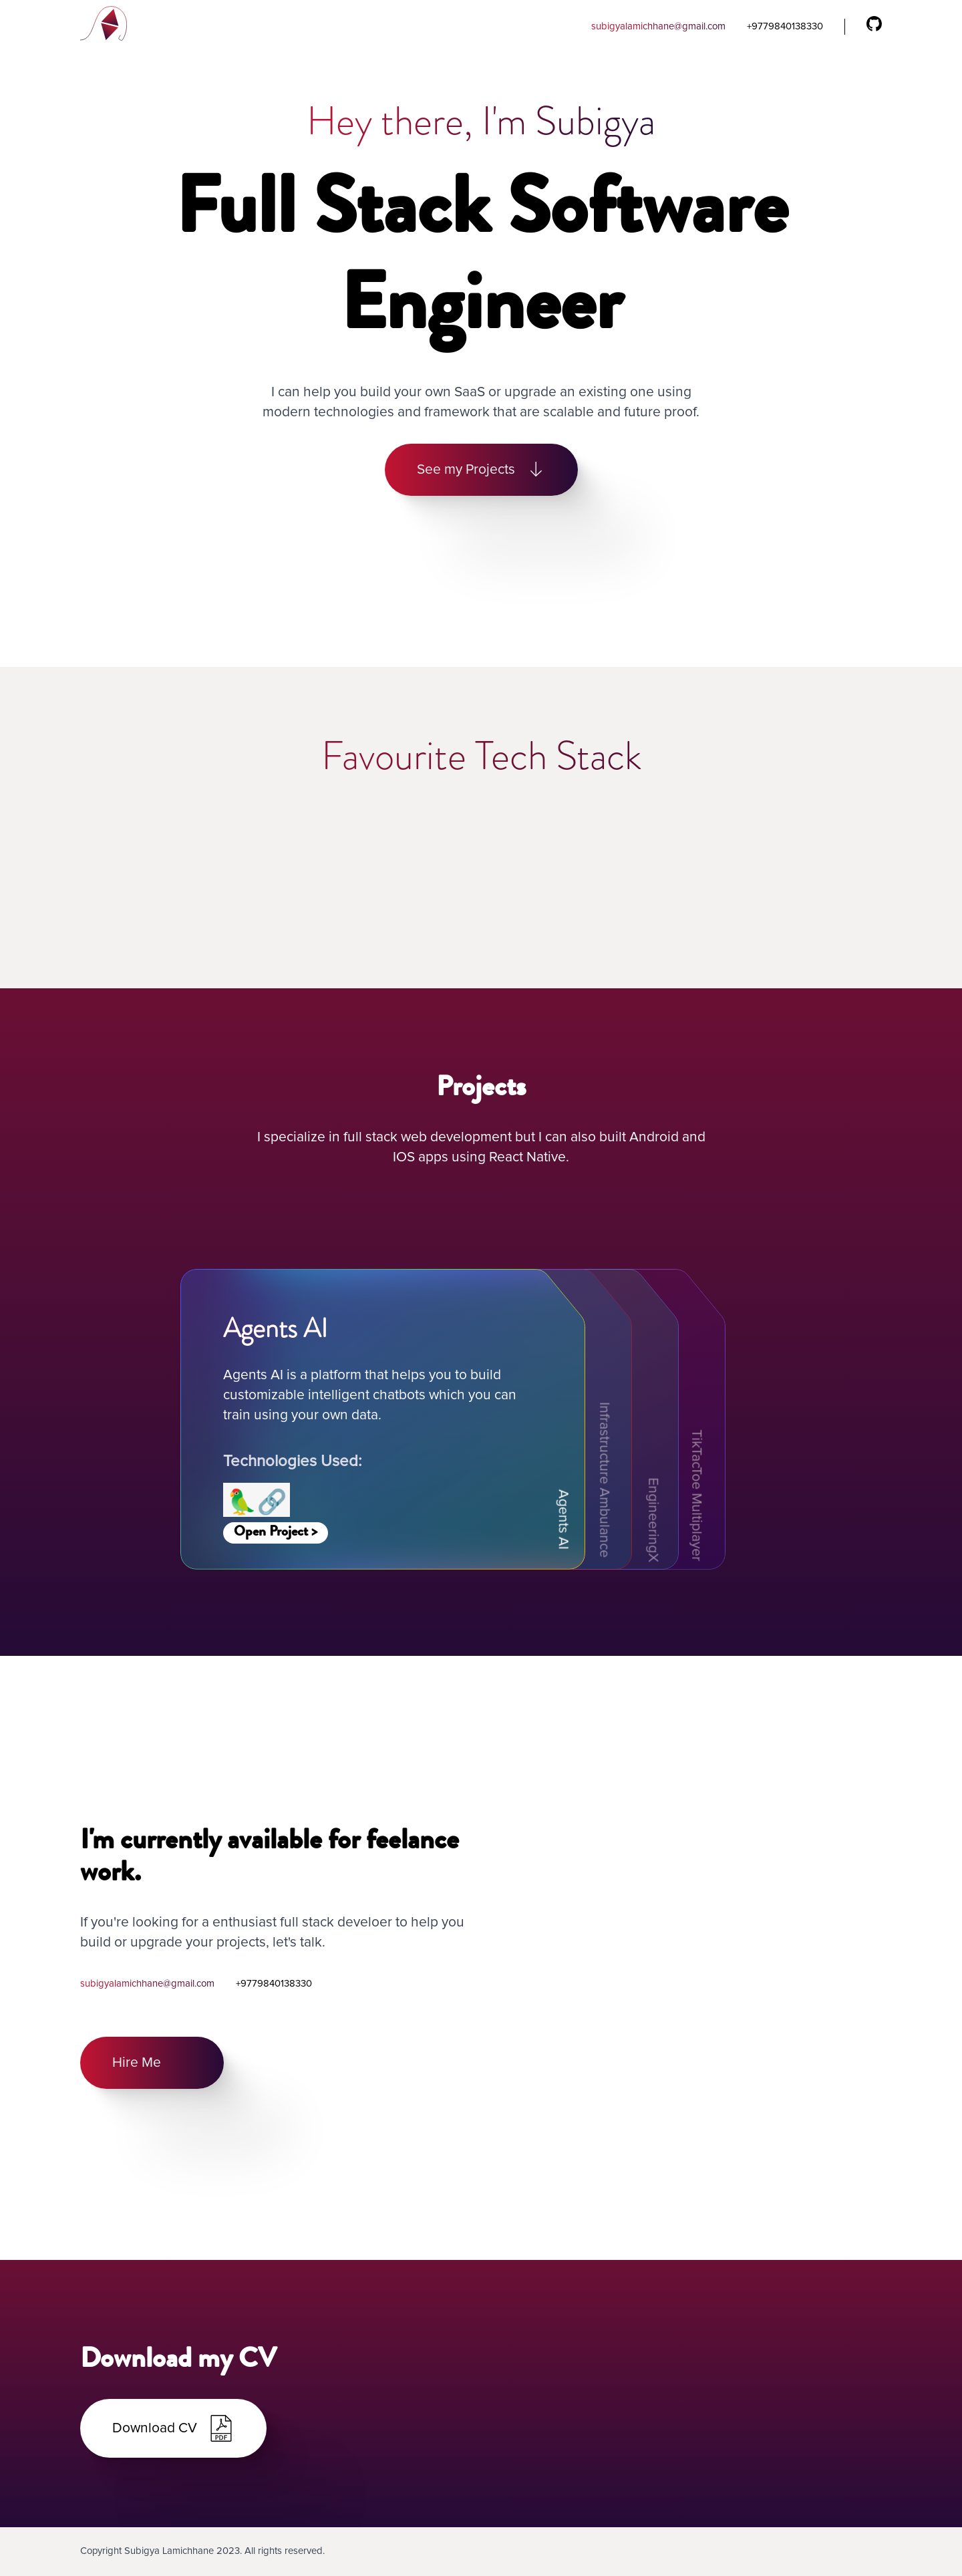 subigyalamichhane@gmail.com
+9779840138330
Hey there, I'm Subigya
Full Stack Software
Engineer
I can help you build your own SaaS or upgrade an existing one using
modern technologies and framework that are scalable and future proof.
See my Projects
Favourite Tech Stack
Projects
I specialize in full stack web development but I can also built Android and
IOS apps using React Native.
Agents AI
Agents AI is a platform that helps you to build
customizable intelligent chatbots which you can
train using your own data.
Technologies Used:
Open Project >
Agents AI
Infrastructure Ambulance
EngineeringX
TikTacToe Multiplayer
I'm currently available for feelance
work.
If you're looking for a enthusiast full stack develoer to help you
build or upgrade your projects, let's talk.
subigyalamichhane@gmail.com
+9779840138330
Hire Me
Download my CV
Download CV
PDF
Copyright Subigya Lamichhane 2023. All rights reserved.